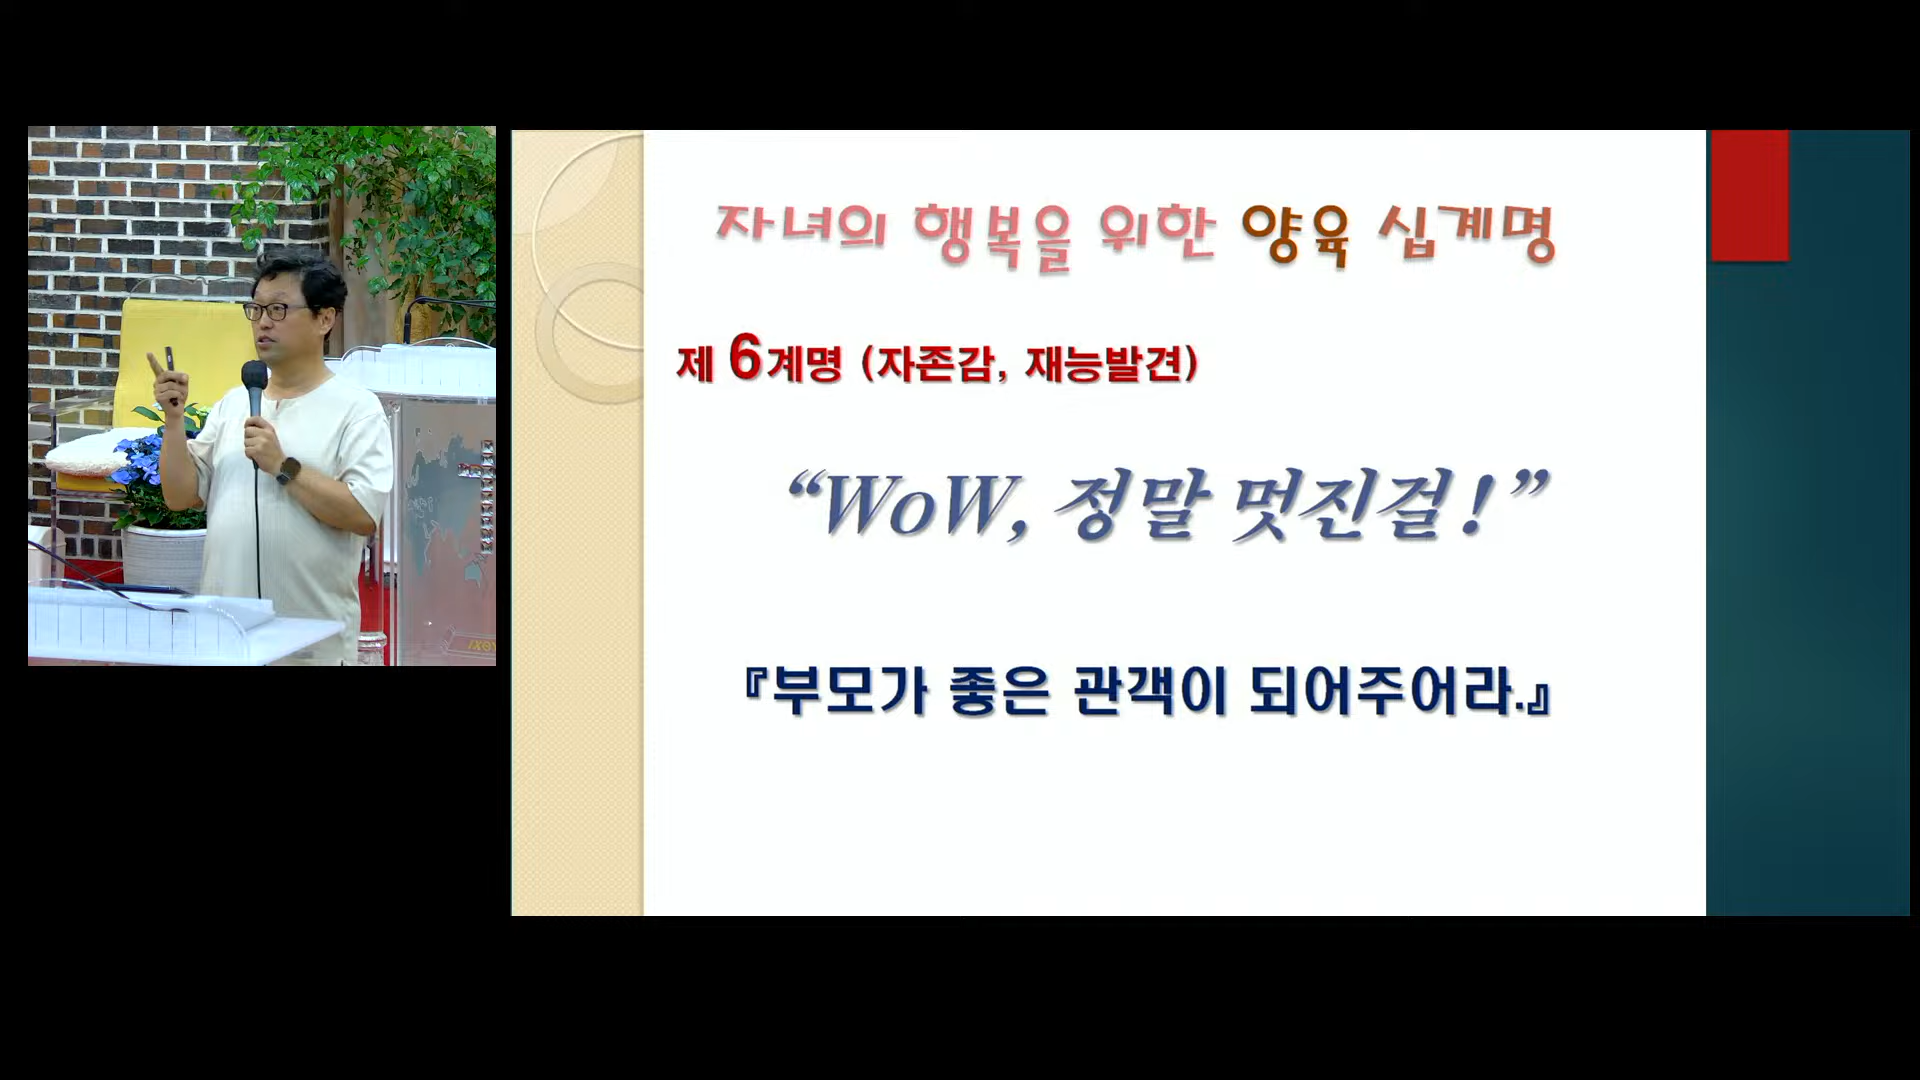 자녀의 행복을 위한 양육 십계명
제 6계명 (자존감, 재능발견)
“WoW, 정말 멋진걸!”
『부모가 좋은 관객이 되어주어라.』